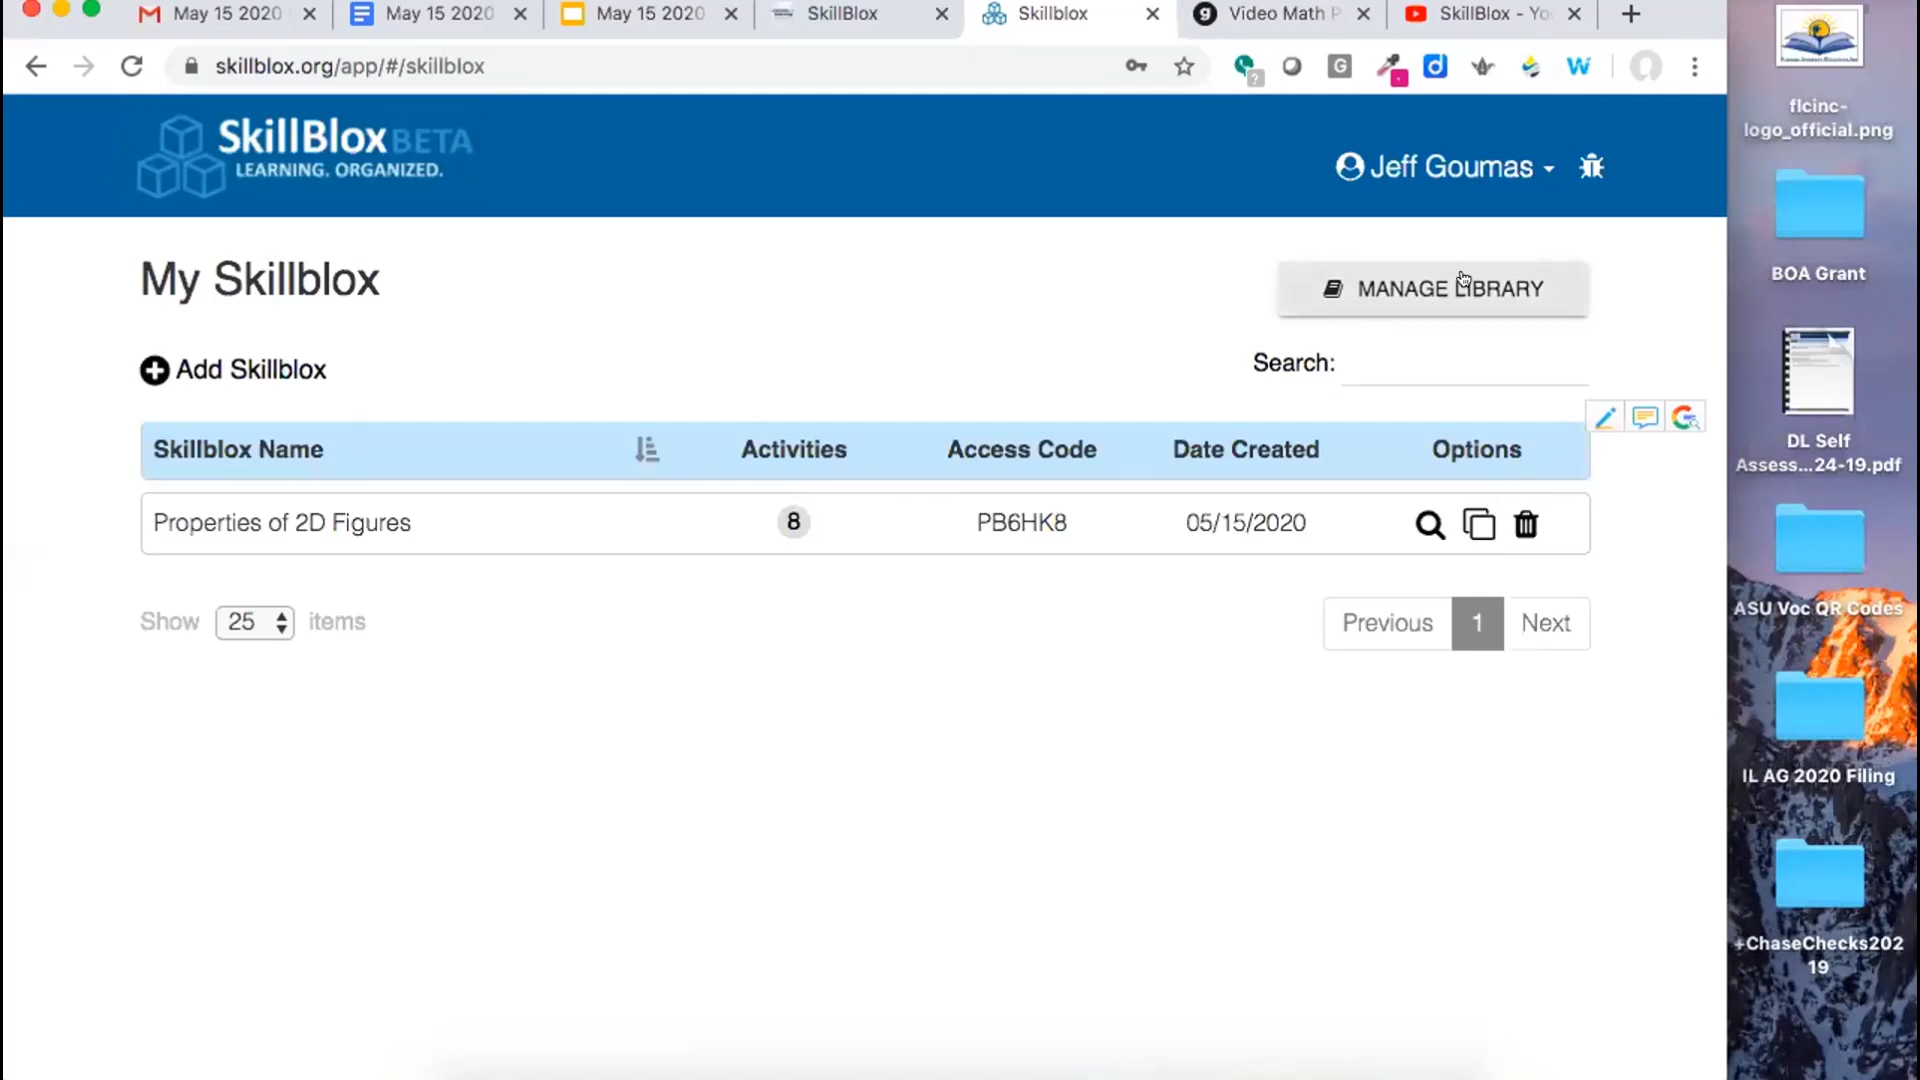 May 15 2020
May 15 2020
May 15 2020
SkillBlox
Skillblox
Video Math P
SkillBlox - Yo
skillblox.org/app/#/skillblox
SkillBlox BETA
LEARNING. ORGANIZED.
Jeff Goumas
My Skillblox
MANAGE LIBRARY
Add Skillblox
Search:
Skillblox Name Activities Access Code Date Created Options
Properties of 2D Figures 8 PB6HK8 05/15/2020
Show 25 items
Previous 1 Next
flcinc-
logo_official.png
BOA Grant
DL Self
Assess...24-19.pdf
ASU Voc QR Codes
IL AG 2020 Filing
+ChaseChecks202
19